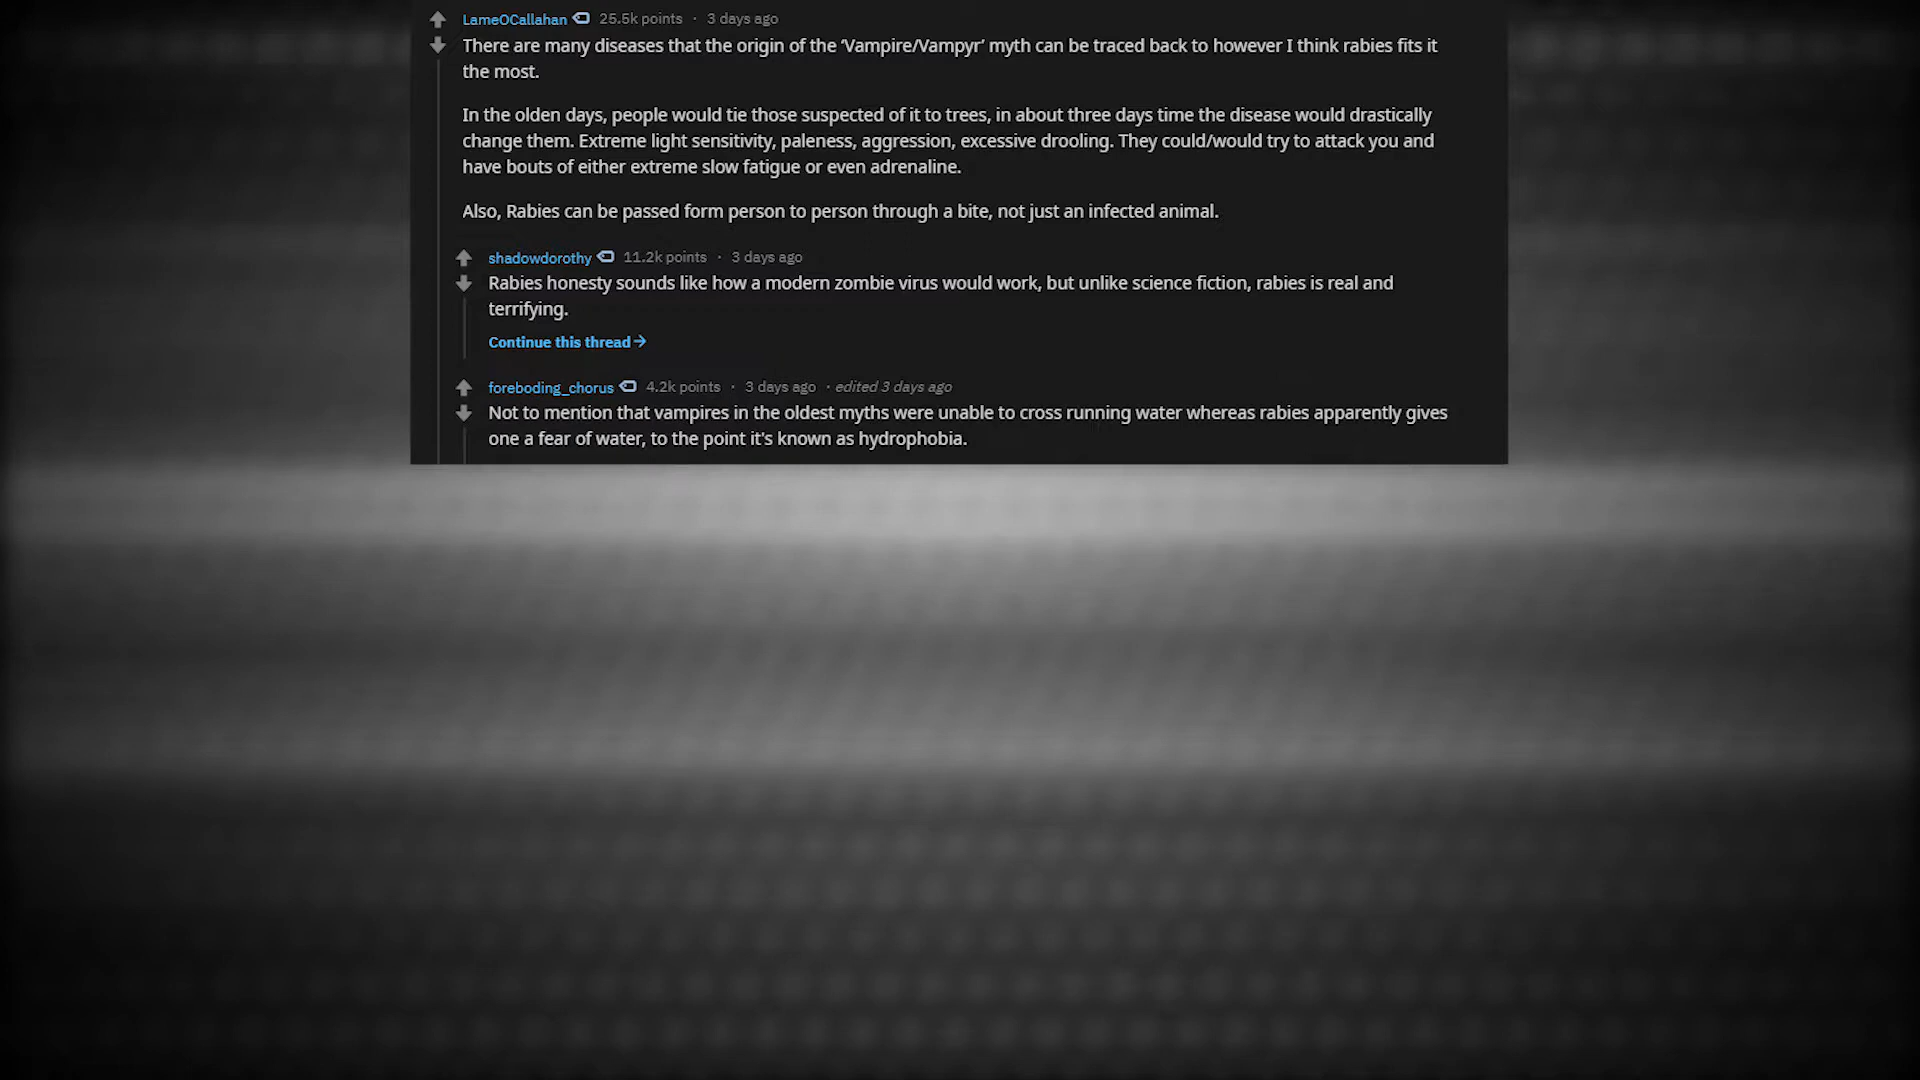 LameOCallahan 25.5k points · 3 days ago
There are many diseases that the origin of the ‘Vampire/Vampyr’ myth can be traced back to however I think rabies fits it
the most.
In the olden days, people would tie those suspected of it to trees, in about three days time the disease would drastically
change them. Extreme light sensitivity, paleness, aggression, excessive drooling. They could/would try to attack you and
have bouts of either extreme slow fatigue or even adrenaline.
Also, Rabies can be passed form person to person through a bite, not just an infected animal.
shadowdorothy 11.2k points · 3 days ago
Rabies honesty sounds like how a modern zombie virus would work, but unlike science fiction, rabies is real and
terrifying.
Continue this thread →
foreboding_chorus 4.2k points · 3 days ago · edited 3 days ago
Not to mention that vampires in the oldest myths were unable to cross running water whereas rabies apparently gives
one a fear of water, to the point it's known as hydrophobia.